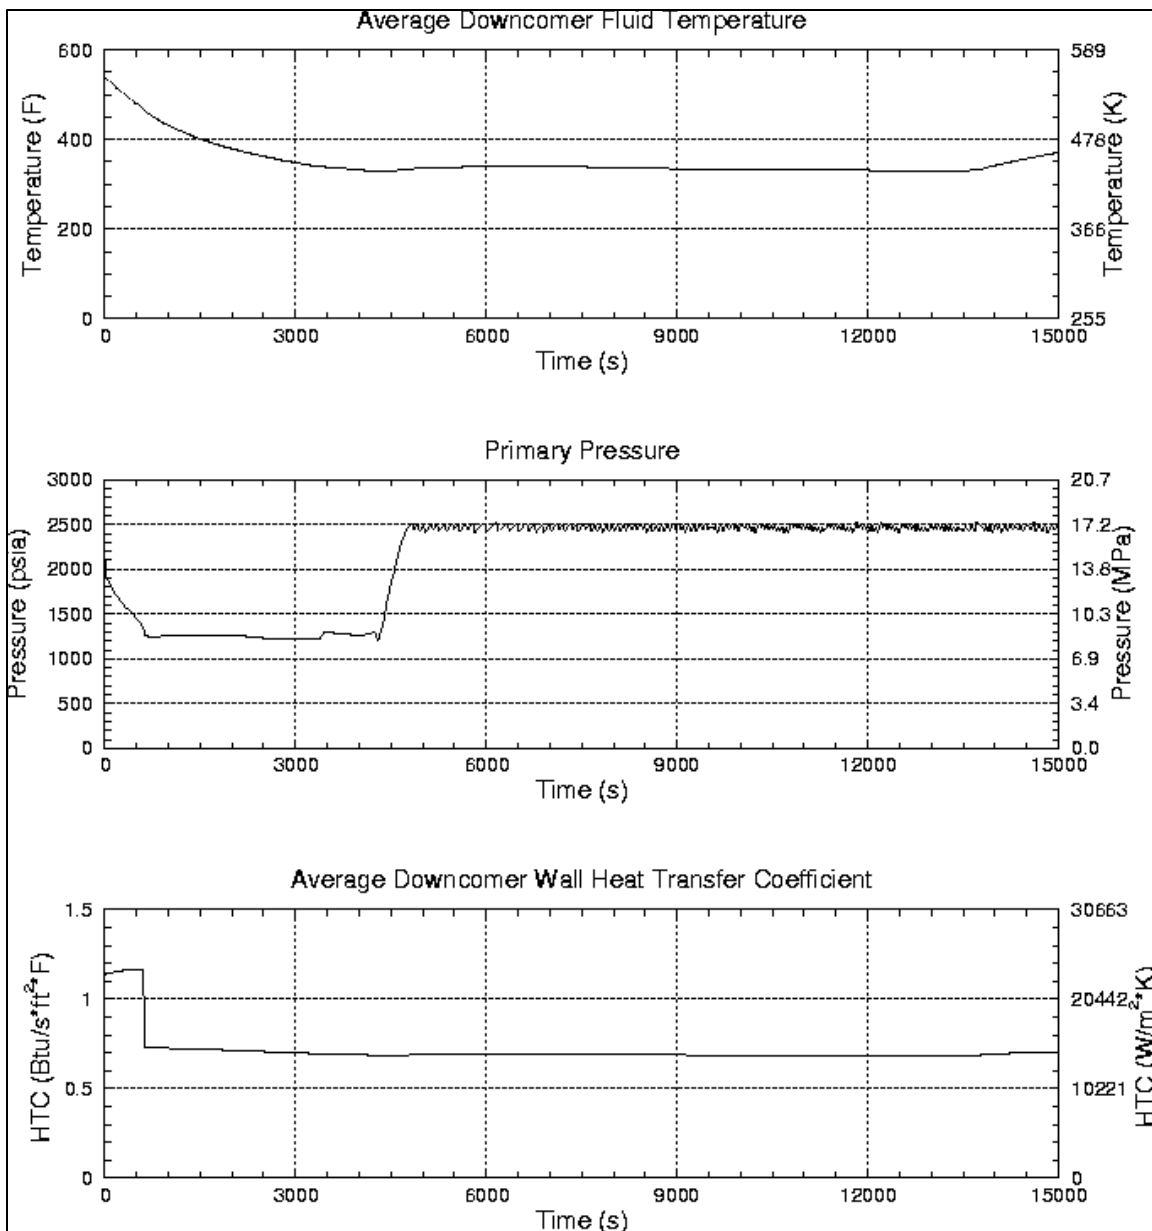 Average Downcomer Fluid Temperature
Temperature (F)
600
400
200
0
589
478
366
255
Temperature (K)
0 3000 6000 9000 12000 15000
Time (s)
Primary Pressure
Pressure (psia)
3000
2500
2000
1500
1000
500
0
20.7
17.2
13.8
10.3
6.9
3.4
0.0
Pressure (MPa)
0 3000 6000 9000 12000 15000
Time (s)
Average Downcomer Wall Heat Transfer Coefficient
HTC (Btu/s*ft²*F)
1.5
1
0.5
0
30663
20442
10221
0
HTC (W/m²*K)
0 3000 6000 9000 12000 15000
Time (s)